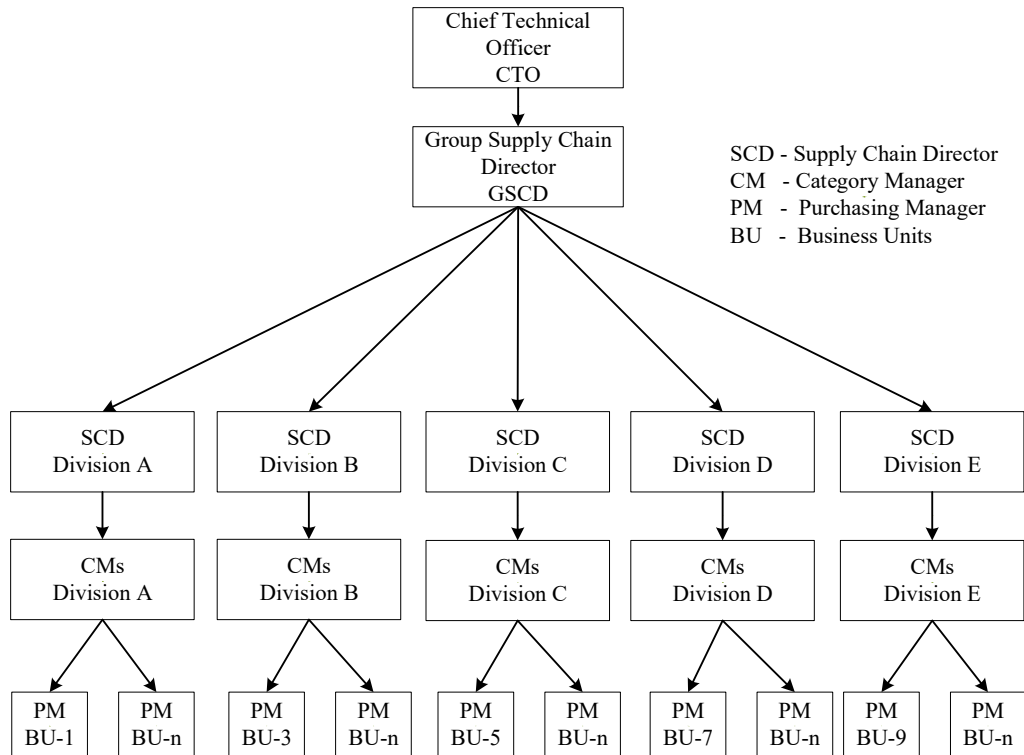 Chief Technical
Officer
CTO
Group Supply Chain
Director
GSCD
SCD - Supply Chain Director
CM - Category Manager
PM - Purchasing Manager
BU - Business Units
SCD
Division A
SCD
Division B
SCD
Division C
SCD
Division D
SCD
Division E
CMs
Division A
CMs
Division B
CMs
Division C
CMs
Division D
CMs
Division E
PM
BU-1
PM
BU-n
PM
BU-3
PM
BU-n
PM
BU-5
PM
BU-n
PM
BU-7
PM
BU-n
PM
BU-9
PM
BU-n